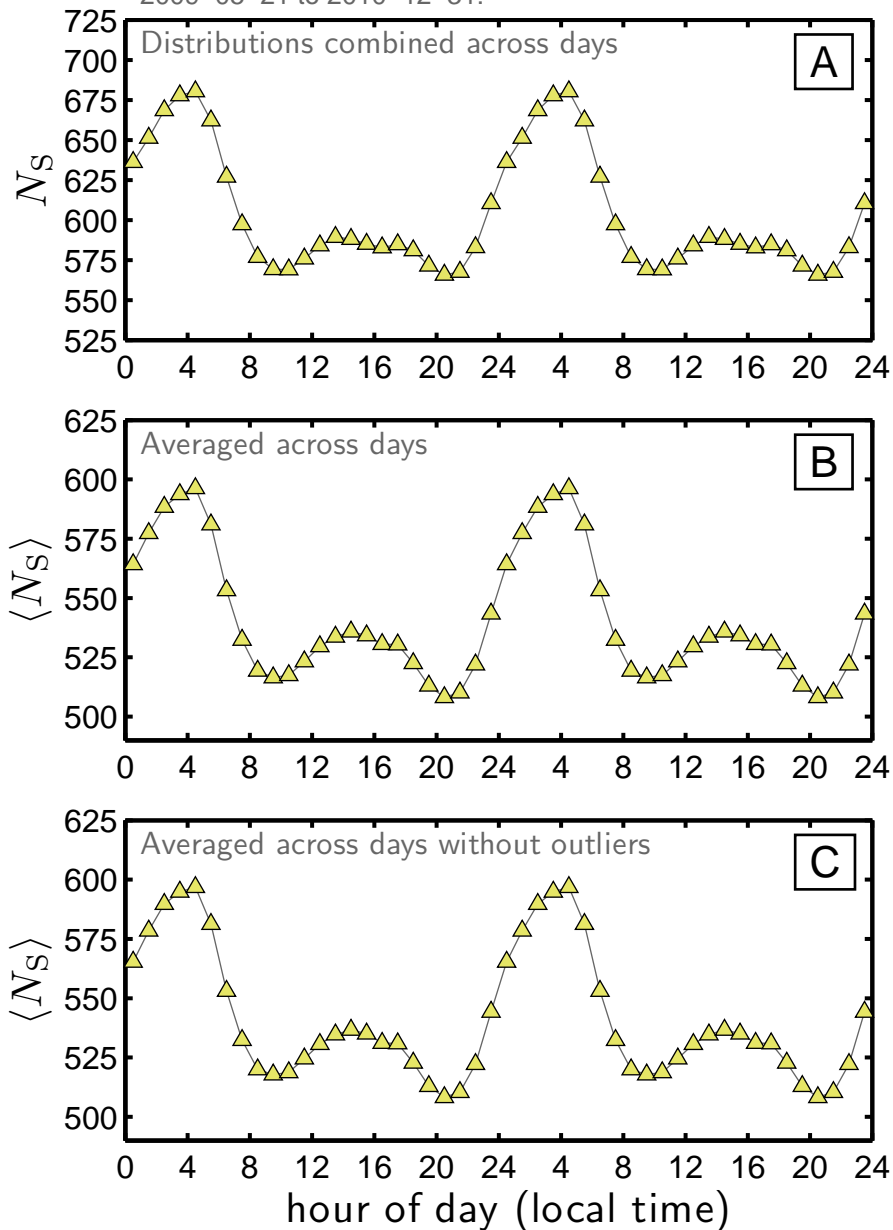 725
Distributions combined across days
A
700
675
650
N_S
625
600
575
550
525
0 4 8 12 16 20 24 4 8 12 16 20 24
625
Averaged across days
B
600
575
⟨N_S⟩
550
525
500
0 4 8 12 16 20 24 4 8 12 16 20 24
625
Averaged across days without outliers
C
600
575
⟨N_S⟩
550
525
500
0 4 8 12 16 20 24 4 8 12 16 20 24
hour of day (local time)